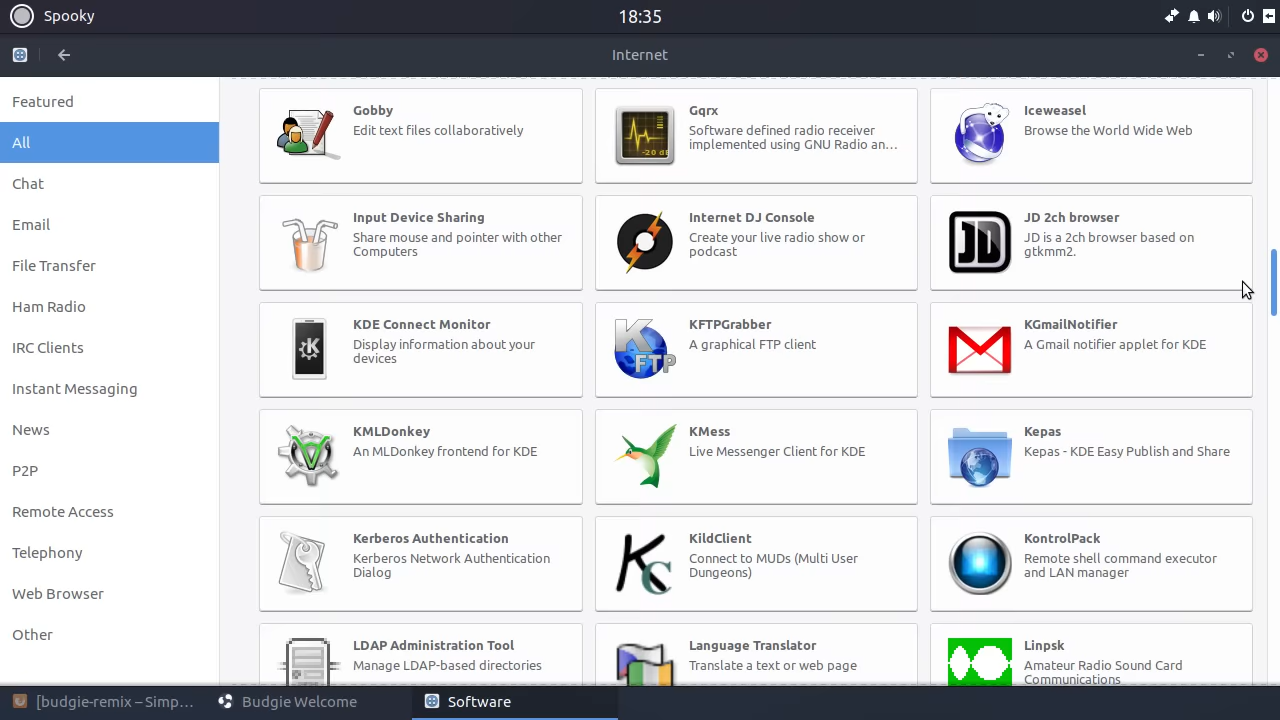 Spooky
18:35
Internet
Featured
All
Chat
Email
File Transfer
Ham Radio
IRC Clients
Instant Messaging
News
P2P
Remote Access
Telephony
Web Browser
Other
Gobby
Edit text files collaboratively
Gqrx
Software defined radio receiver
implemented using GNU Radio an...
-20 dB
Iceweasel
Browse the World Wide Web
Input Device Sharing
Share mouse and pointer with other
Computers
Internet DJ Console
Create your live radio show or
podcast
JD
JD 2ch browser
JD is a 2ch browser based on
gtkmm2.
KDE Connect Monitor
Display information about your
devices
K
FTP
KFTPGrabber
A graphical FTP client
KGmailNotifier
A Gmail notifier applet for KDE
KMLDonkey
An MLDonkey frontend for KDE
KMess
Live Messenger Client for KDE
Kepas
Kepas - KDE Easy Publish and Share
Kerberos Authentication
Kerberos Network Authentication
Dialog
KC
KildClient
Connect to MUDs (Multi User
Dungeons)
KontrolPack
Remote shell command executor
and LAN manager
LDAP Administration Tool
Manage LDAP-based directories
Language Translator
Translate a text or web page
Linpsk
Amateur Radio Sound Card
Communications
[budgie-remix – Simp...
Budgie Welcome
Software